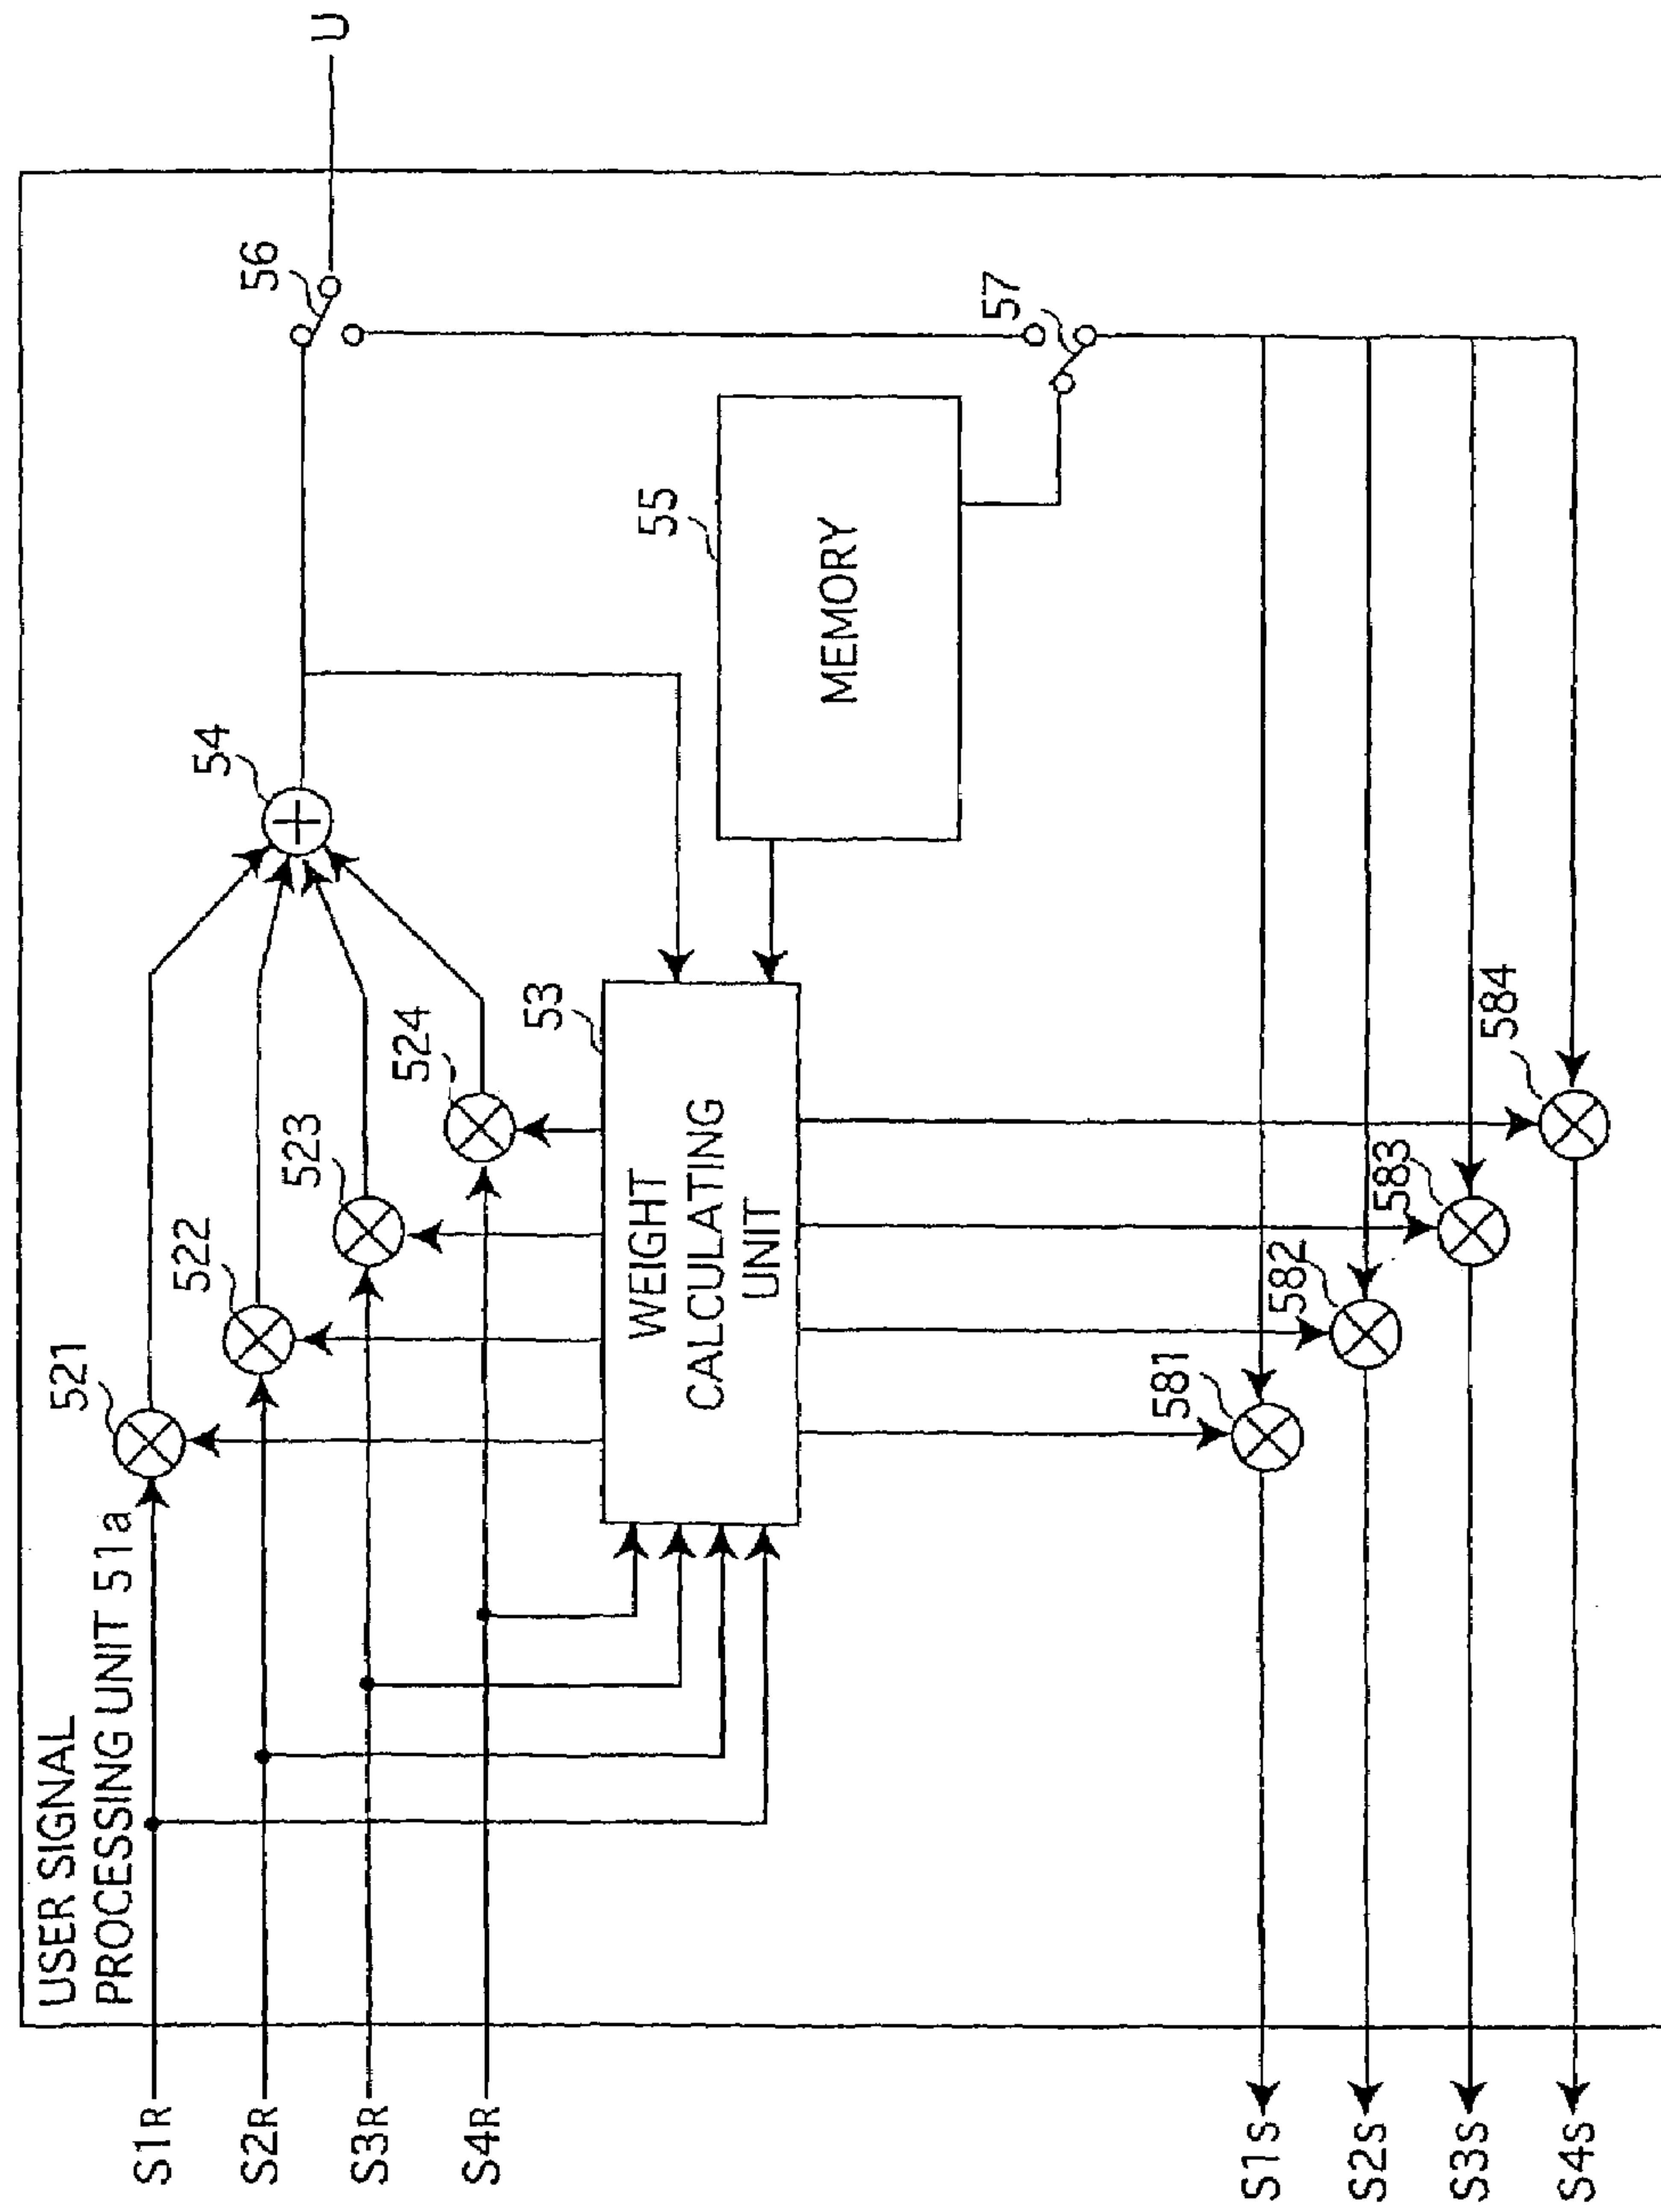 USER SIGNAL
PROCESSING UNIT 51a
S1R
S2R
S3R
S4R
521
522
523
524
54
56
U
53
WEIGHT
CALCULATING
UNIT
55
MEMORY
57
581
582
583
584
S1S
S2S
S3S
S4S